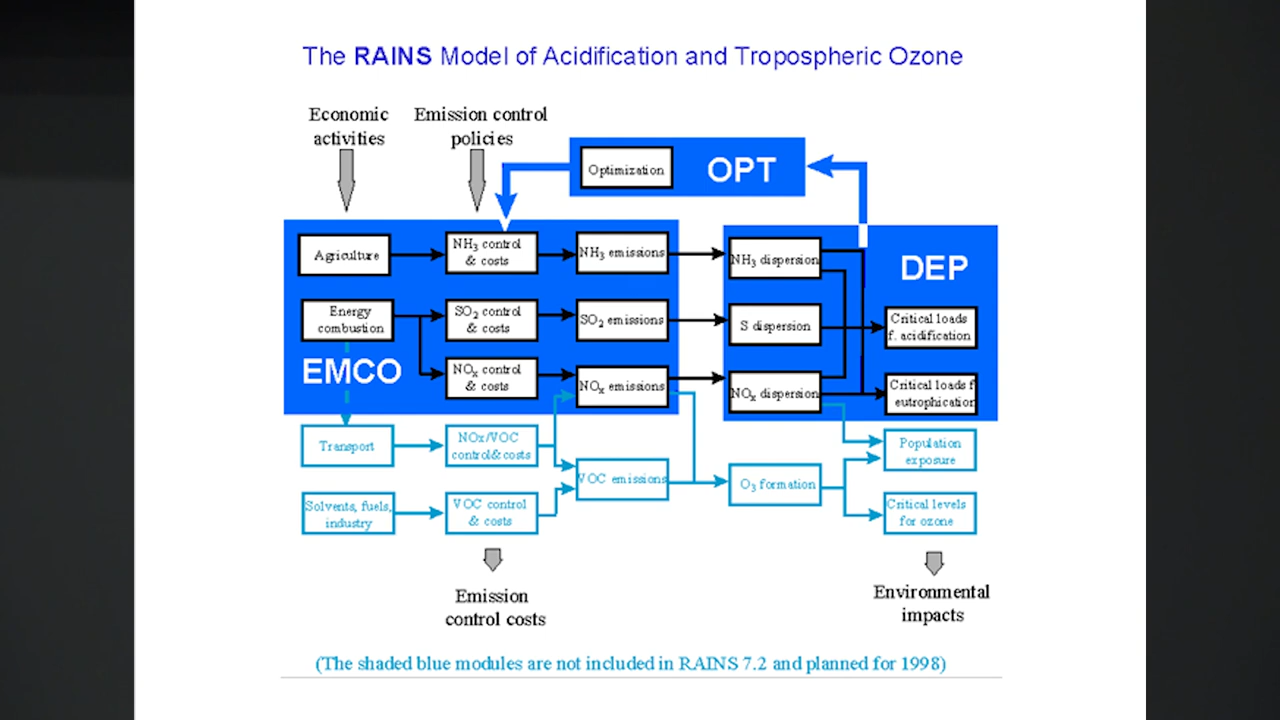 The RAINS Model of Acidification and Tropospheric Ozone
Economic
activities
Emission control
policies
Optimization
OPT
Agriculture
NH3 control
& costs
NH3 emissions
NH3 dispersion
DEP
Energy
combustion
SO2 control
& costs
SO2 emissions
S dispersion
Critical loads
f. acidification
EMCO
NOx control
& costs
NOx emissions
NOx dispersion
Critical loads f
eutrophication
Transport
NOx/VOC
control& costs
VOC emissions
O3 formation
Population
exposure
Solvents, fuels,
industry
VOC control
& costs
Critical levels
for ozone
Emission
control costs
Environmental
impacts
(The shaded blue modules are not included in RAINS 7.2 and planned for 1998)